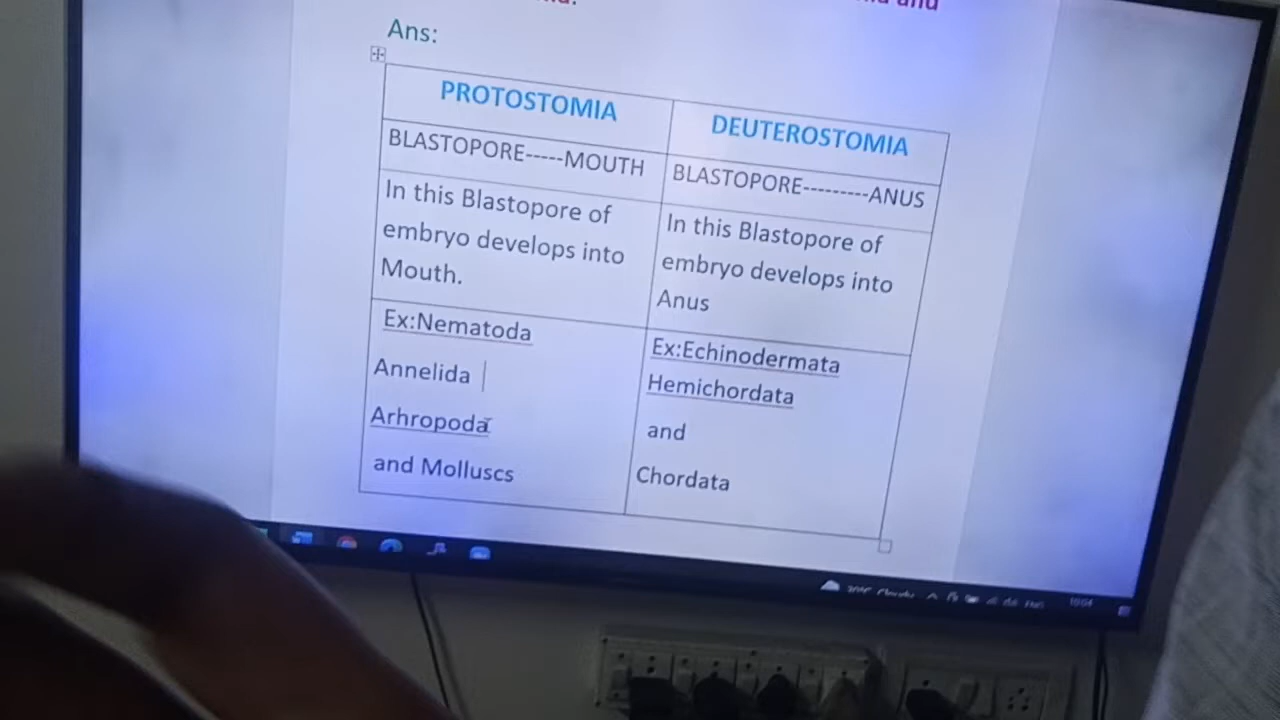 and
Ans:
PROTOSTOMIA
DEUTEROSTOMIA
BLASTOPORE-----MOUTH
BLASTOPORE---------ANUS
In this Blastopore of
embryo develops into
Mouth.
In this Blastopore of
embryo develops into
Anus
Ex:Nematoda
Annelida
Arhropoda
and Molluscs
Ex:Echinodermata
Hemichordata
and
Chordata